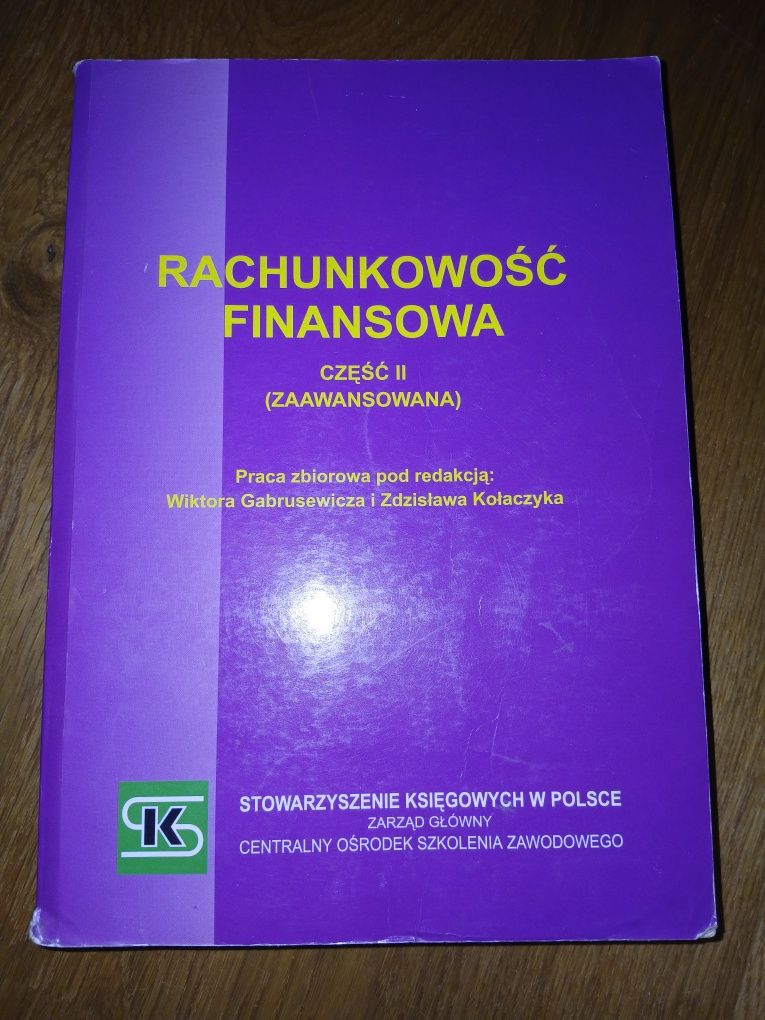 RACHUNKOWOŚĆ
FINANSOWA
CZĘŚĆ II
(ZAAWANSOWANA)
Praca zbiorowa pod redakcją:
Wiktora Gabrusewicza i Zdzisława Kołaczyka
SK
STOWARZYSZENIE KSIĘGOWYCH W POLSCE
ZARZĄD GŁÓWNY
CENTRALNY OŚRODEK SZKOLENIA ZAWODOWEGO